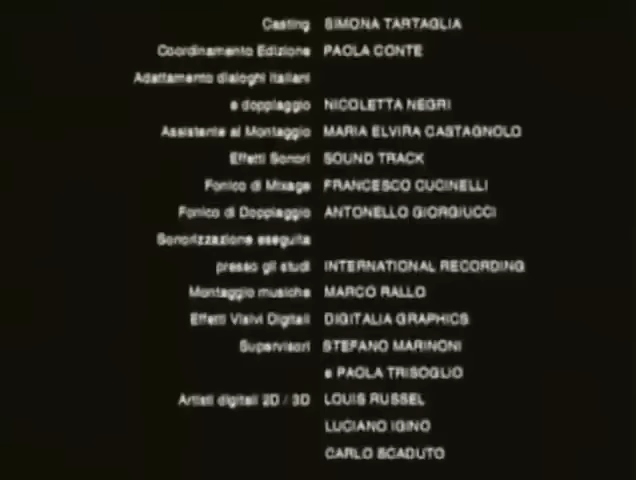 Casting SIMONA TARTAGLIA
Coordinamento Edizione PAOLA CONTE
Adattamento dialoghi Italiani
e doppiaggio NICOLETTA NEGRI
Assistente al Montaggio MARIA ELVIRA CASTAGNOLO
Effetti Sonori SOUND TRACK
Fonico di Mixage FRANCESCO CUCINELLI
Fonico di Doppiaggio ANTONELLO GIORGIUCCI
Sonorizzazione eseguita
presso gli studi INTERNATIONAL RECORDING
Montaggio musiche MARCO RALLO
Effetti Visivi Digitali DIGITALIA GRAPHICS
Supervisori STEFANO MARINONI
e PAOLA TRISOGLIO
Artisti digitali 2D / 3D LOUIS RUSSEL
LUCIANO IGINO
CARLO SCADUTO